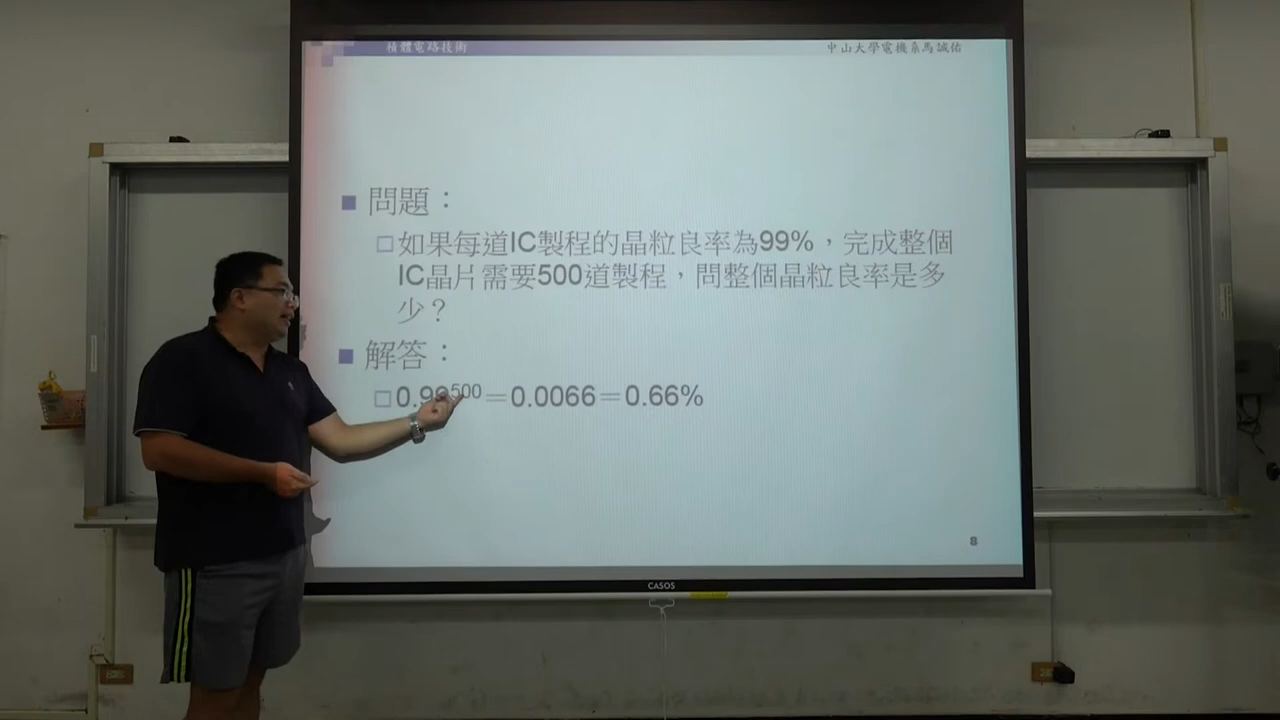 積體電路技術
中山大學電機系馬誠佑
問題：
如果每道IC製程的晶粒良率為99%，完成整個
IC晶片需要500道製程，問整個晶粒良率是多
少？
解答：
0.99^500＝0.0066＝0.66%
8
CASOS